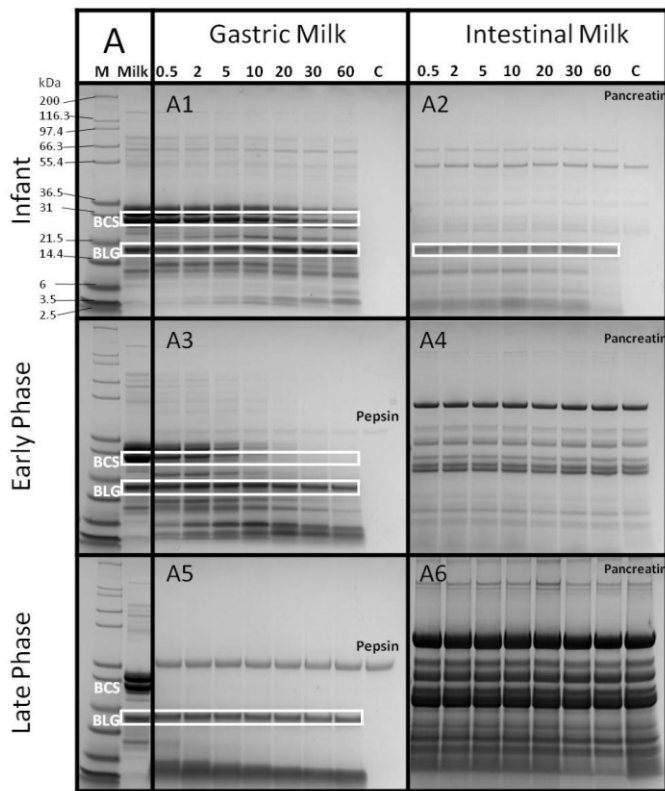 A Gastric Milk Intestinal Milk
M Milk 0.5 2 5 10 20 30 60 C 0.5 2 5 10 20 30 60 C
kDa
200
116.3
97.4
66.3
55.4
36.5
31
21.5
14.4
6
3.5
2.5
Infant
BCS
BLG
A1
A2
Pancreatin
Early Phase
BCS
BLG
A3
Pepsin
A4
Pancreatin
Late Phase
BCS
BLG
A5
Pepsin
A6
Pancreatin